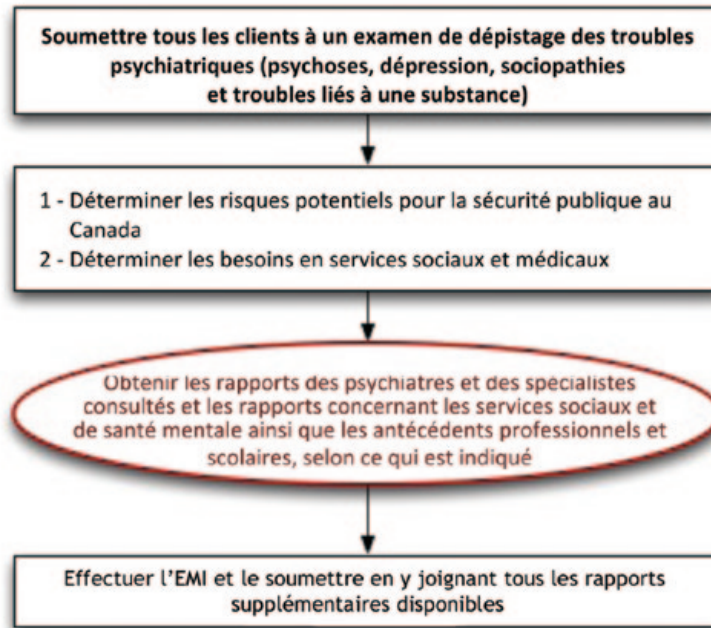 Soumettre tous les clients à un examen de dépistage des troubles
psychiatriques (psychoses, dépression, sociopathies
et troubles liés à une substance)
1 - Déterminer les risques potentiels pour la sécurité publique au
Canada
2 - Déterminer les besoins en services sociaux et médicaux
Obtenir les rapports des psychiatres et des spécialistes
consultés et les rapports concernant les services sociaux et
de santé mentale ainsi que les antécédents professionnels et
scolaires, selon ce qui est indiqué
Effectuer l'EMI et le soumettre en y joignant tous les rapports
supplémentaires disponibles